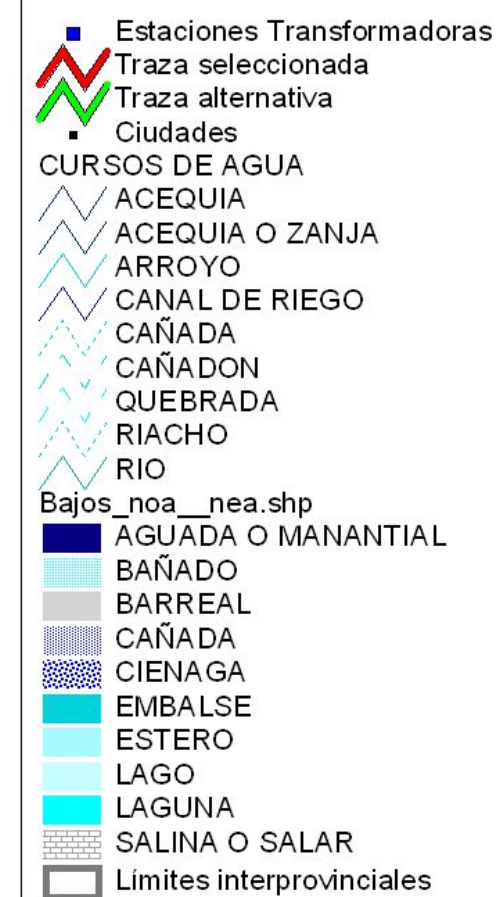 Estaciones Transformadoras
Traza seleccionada
Traza alternativa
Ciudades
CURSOS DE AGUA
ACEQUIA
ACEQUIA O ZANJA
ARROYO
CANAL DE RIEGO
CAÑADA
CAÑADON
QUEBRADA
RIACHO
RIO
Bajos_noa__nea.shp
AGUADA O MANANTIAL
BAÑADO
BARREAL
CAÑADA
CIENAGA
EMBALSE
ESTERO
LAGO
LAGUNA
SALINA O SALAR
Límites interprovinciales